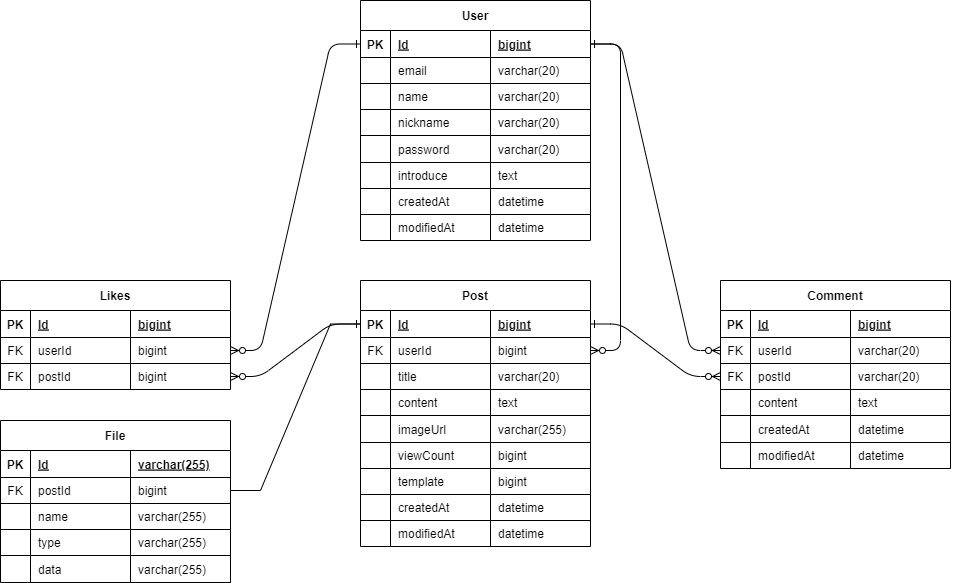 User
PK Id bigint
email varchar(20)
name varchar(20)
nickname varchar(20)
password varchar(20)
introduce text
createdAt datetime
modifiedAt datetime
Likes
PK Id bigint
FK userId bigint
FK postId bigint
Post
PK Id bigint
FK userId bigint
title varchar(20)
content text
imageUrl varchar(255)
viewCount bigint
template bigint
createdAt datetime
modifiedAt datetime
Comment
PK Id bigint
FK userId varchar(20)
FK postId varchar(20)
content text
createdAt datetime
modifiedAt datetime
File
PK Id varchar(255)
FK postId bigint
name varchar(255)
type varchar(255)
data varchar(255)